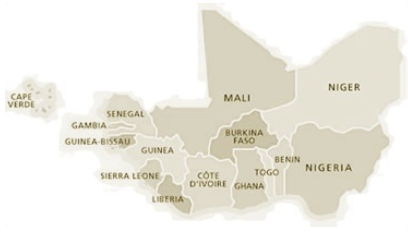 NIGER
MALI
CAPE
VERDE
SENEGAL
GAMBIA
BURKINA
FASO
GUINEA-BISSAU
GUINEA
BENIN
NIGERIA
SIERRA LEONE
CÔTE
D'IVOIRE
TOGO
GHANA
LIBERIA